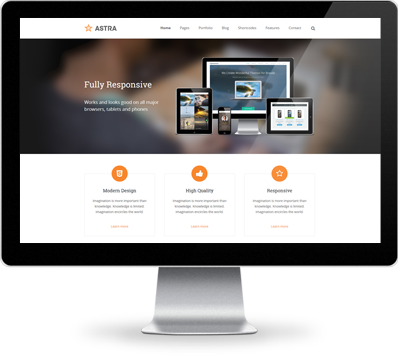 ASTRA
Home Pages Portfolio Blog Shortcodes Features Contact
Fully Responsive
Works and looks good on all major
browsers, tablets and phones
Modern Design
Imagination is more important than
Knowledge. Knowledge is limited.
Imagination encircles the world.
Learn more
High Quality
Imagination is more important than
Knowledge. Knowledge is limited.
Imagination encircles the world.
Learn more
Responsive
Imagination is more important than
Knowledge. Knowledge is limited.
Imagination encircles the world.
Learn more